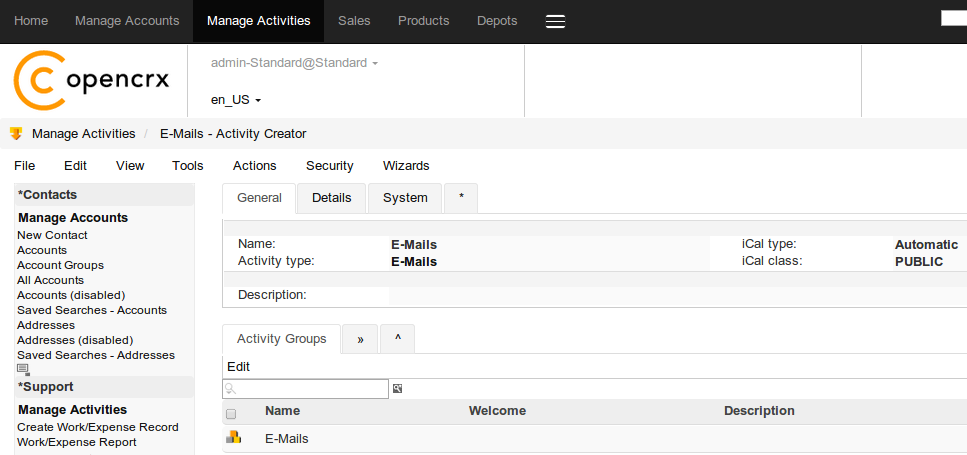 Home Manage Accounts Manage Activities Sales Products Depots
opencrx
admin-Standard@Standard
en_US
Manage Activities / E-Mails - Activity Creator
File Edit View Tools Actions Security Wizards
*Contacts
Manage Accounts
New Contact
Accounts
Account Groups
All Accounts
Accounts (disabled)
Saved Searches - Accounts
Addresses
Addresses (disabled)
Saved Searches - Addresses
*Support
Manage Activities
Create Work/Expense Record
Work/Expense Report
General Details System *
Name: E-Mails iCal type: Automatic
Activity type: E-Mails iCal class: PUBLIC
Description:
Activity Groups » ^
Edit
Name Welcome Description
E-Mails